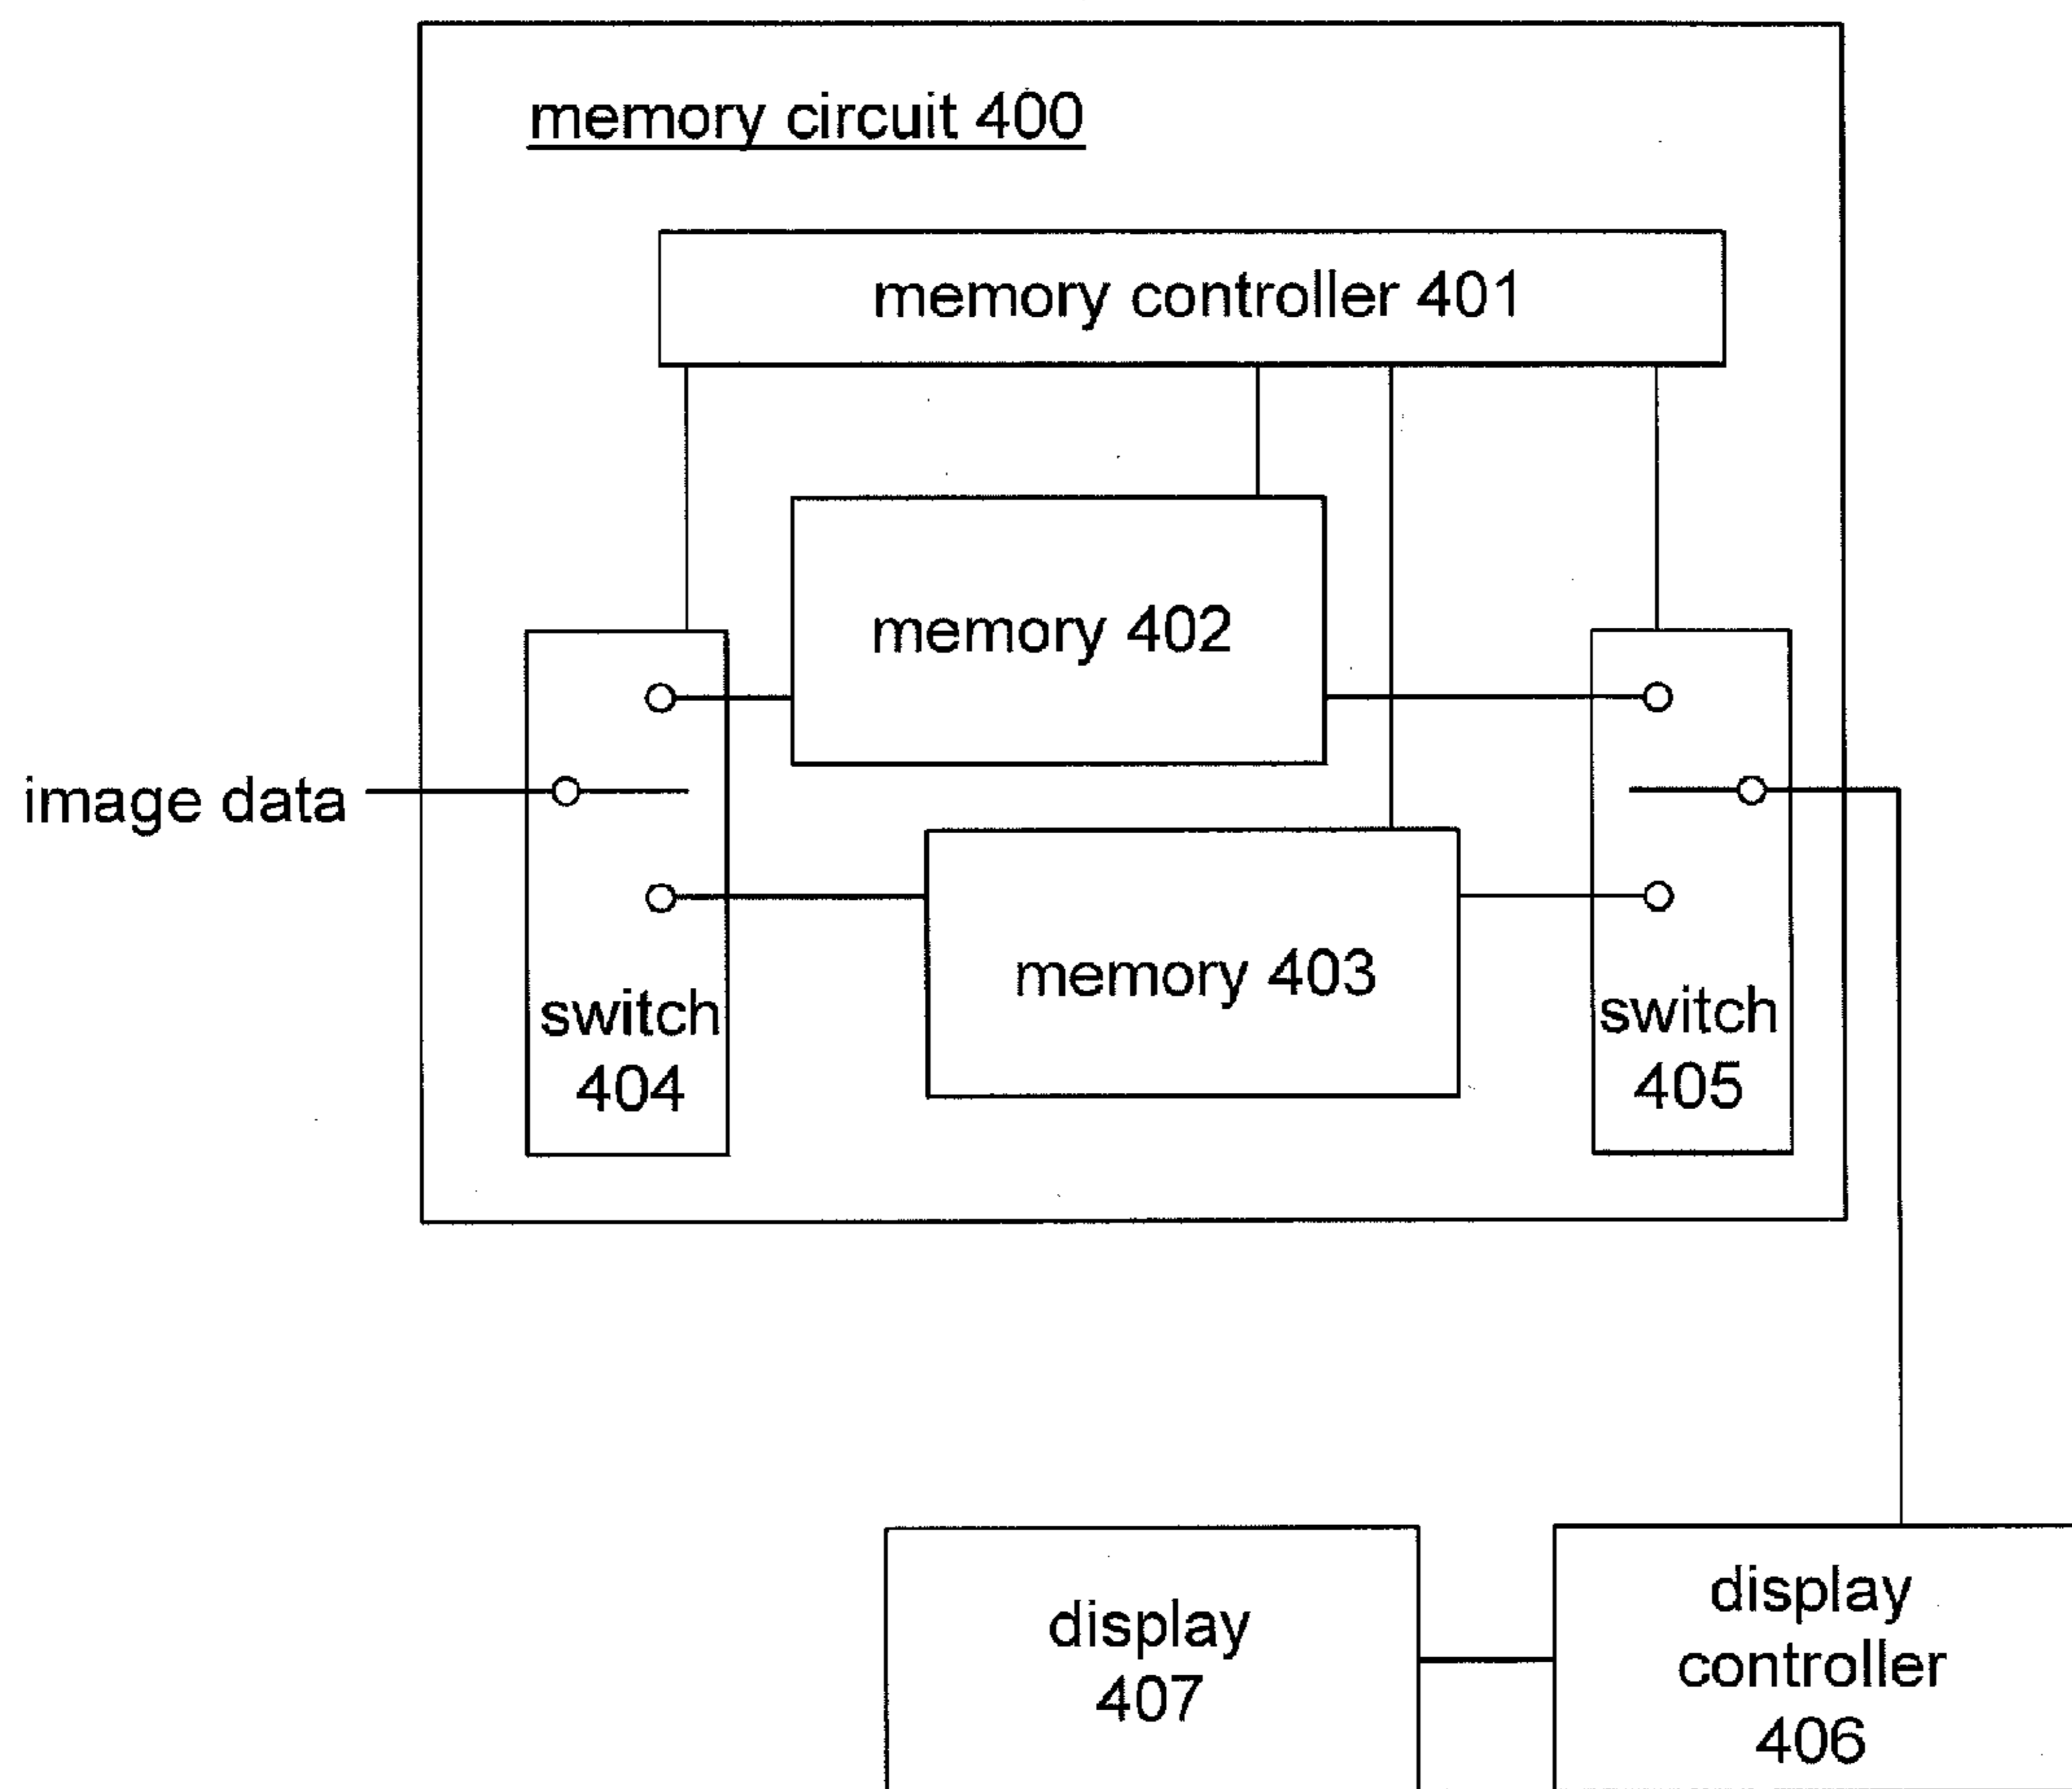 memory circuit 400
memory controller 401
memory 402
image data
memory 403
switch
404
switch
405
display
407
display
controller
406